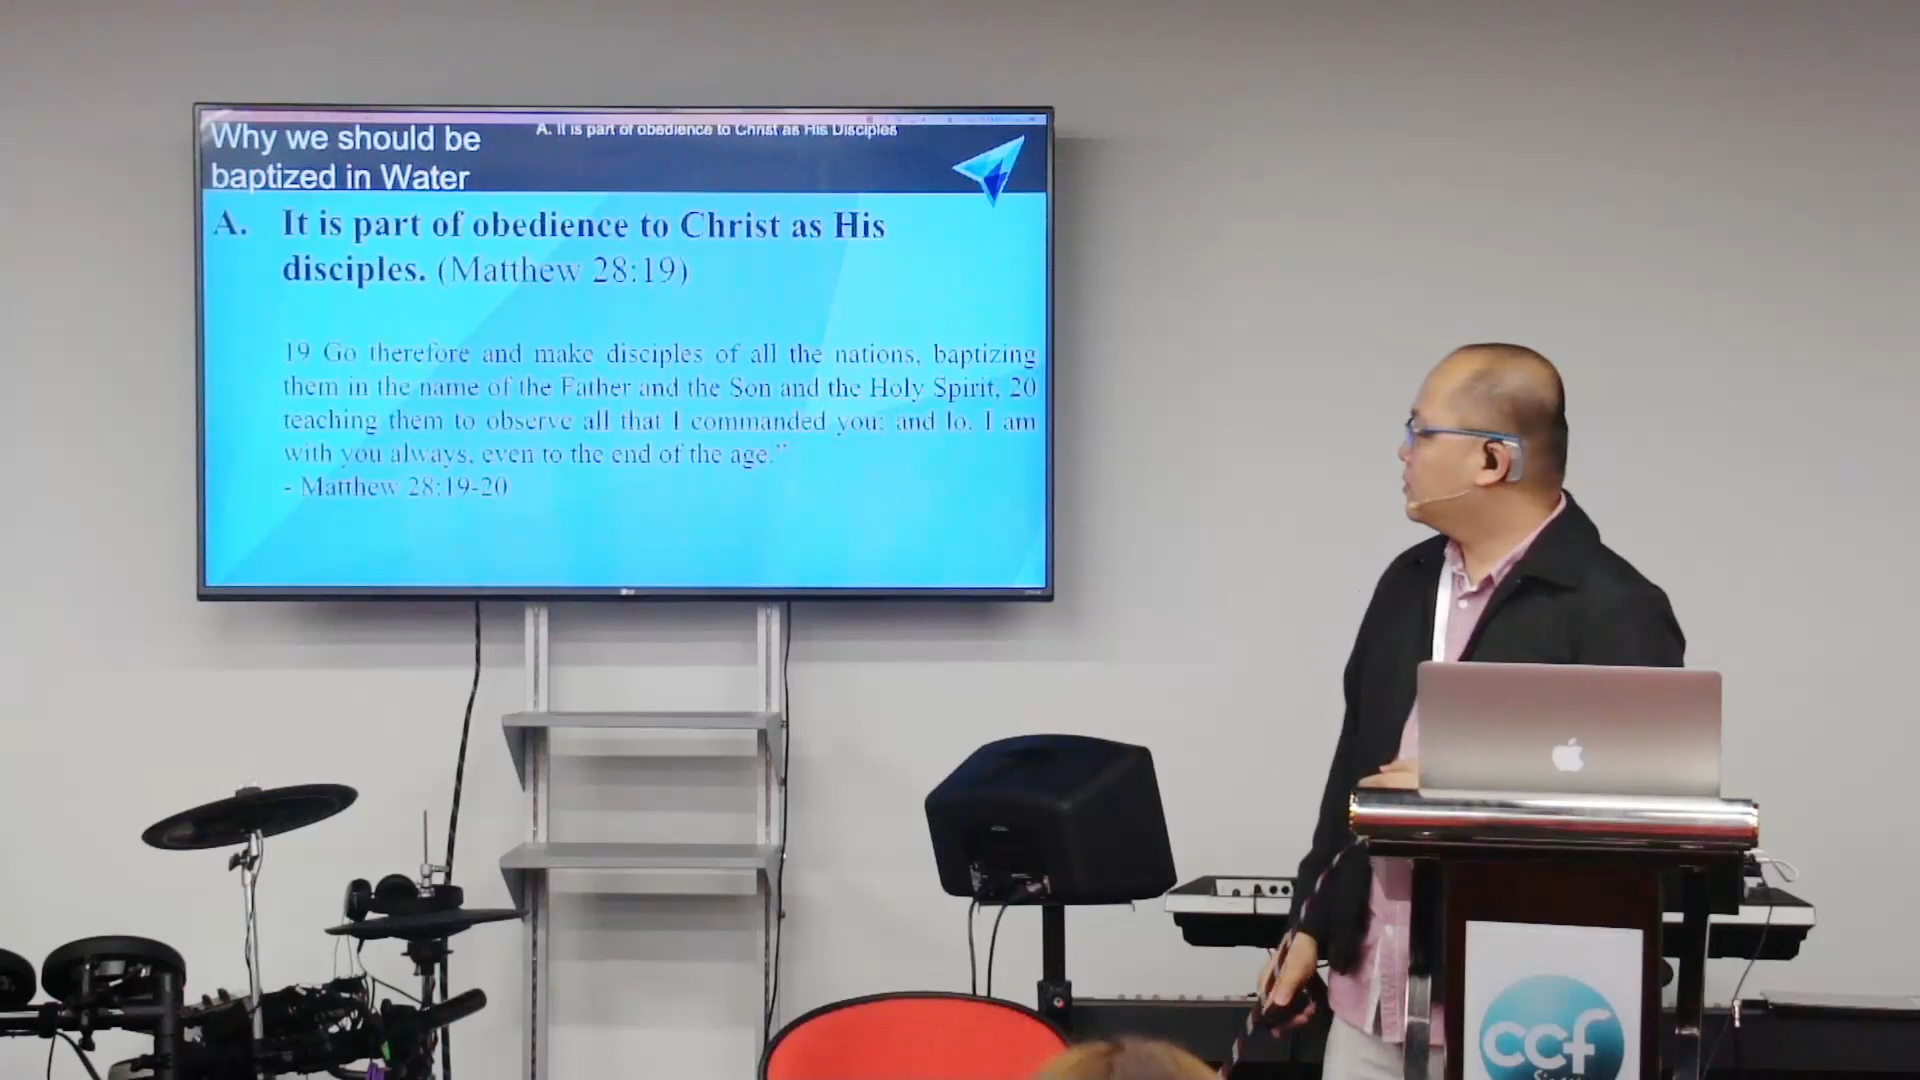 Why we should be
baptized in Water
A. It is part of obedience to Christ as His Disciples
A. It is part of obedience to Christ as His
disciples. (Matthew 28:19)
19 Go therefore and make disciples of all the nations, baptizing
them in the name of the Father and the Son and the Holy Spirit, 20
teaching them to observe all that I commanded you; and lo, I am
with you always, even to the end of the age.”
- Matthew 28:19-20
ccf